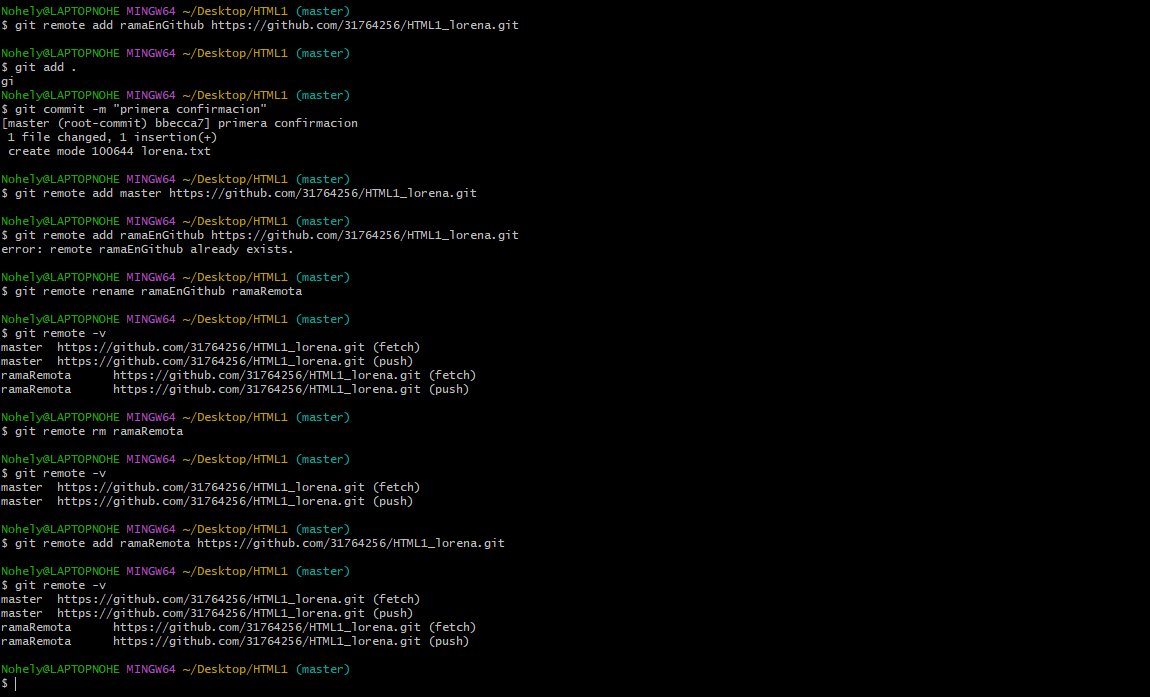 Nohely@LAPTOPNOHE MINGW64 ~/Desktop/HTML1 (master)
$ git remote add ramaEnGithub https://github.com/31764256/HTML1_lorena.git
Nohely@LAPTOPNOHE MINGW64 ~/Desktop/HTML1 (master)
$ git add .
gi
Nohely@LAPTOPNOHE MINGW64 ~/Desktop/HTML1 (master)
$ git commit -m "primera confirmacion"
[master (root-commit) bbecca7] primera confirmacion
 1 file changed, 1 insertion(+)
 create mode 100644 lorena.txt
Nohely@LAPTOPNOHE MINGW64 ~/Desktop/HTML1 (master)
$ git remote add master https://github.com/31764256/HTML1_lorena.git
Nohely@LAPTOPNOHE MINGW64 ~/Desktop/HTML1 (master)
$ git remote add ramaEnGithub https://github.com/31764256/HTML1_lorena.git
error: remote ramaEnGithub already exists.
Nohely@LAPTOPNOHE MINGW64 ~/Desktop/HTML1 (master)
$ git remote rename ramaEnGithub ramaRemota
Nohely@LAPTOPNOHE MINGW64 ~/Desktop/HTML1 (master)
$ git remote -v
master  https://github.com/31764256/HTML1_lorena.git (fetch)
master  https://github.com/31764256/HTML1_lorena.git (push)
ramaRemota      https://github.com/31764256/HTML1_lorena.git (fetch)
ramaRemota      https://github.com/31764256/HTML1_lorena.git (push)
Nohely@LAPTOPNOHE MINGW64 ~/Desktop/HTML1 (master)
$ git remote rm ramaRemota
Nohely@LAPTOPNOHE MINGW64 ~/Desktop/HTML1 (master)
$ git remote -v
master  https://github.com/31764256/HTML1_lorena.git (fetch)
master  https://github.com/31764256/HTML1_lorena.git (push)
Nohely@LAPTOPNOHE MINGW64 ~/Desktop/HTML1 (master)
$ git remote add ramaRemota https://github.com/31764256/HTML1_lorena.git
Nohely@LAPTOPNOHE MINGW64 ~/Desktop/HTML1 (master)
$ git remote -v
master  https://github.com/31764256/HTML1_lorena.git (fetch)
master  https://github.com/31764256/HTML1_lorena.git (push)
ramaRemota      https://github.com/31764256/HTML1_lorena.git (fetch)
ramaRemota      https://github.com/31764256/HTML1_lorena.git (push)
Nohely@LAPTOPNOHE MINGW64 ~/Desktop/HTML1 (master)
$